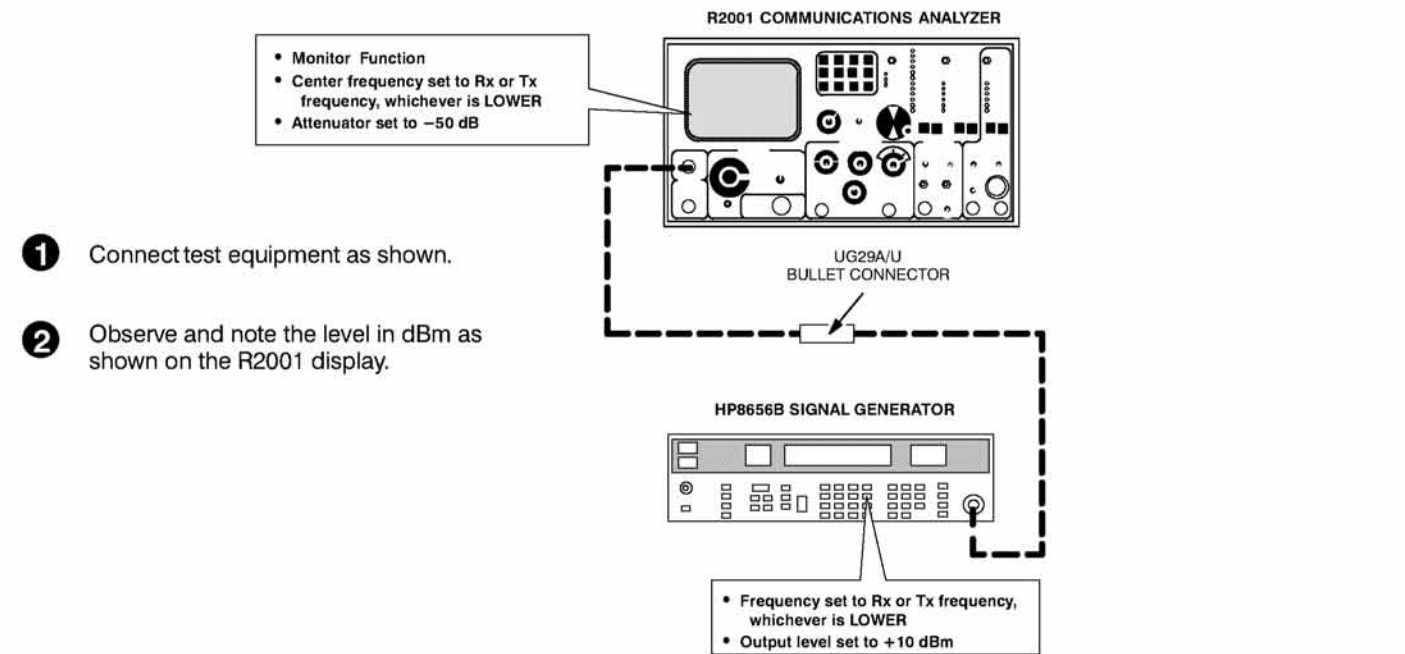 R2001 COMMUNICATIONS ANALYZER
• Monitor Function
• Center frequency set to Rx or Tx
frequency, whichever is LOWER
• Attenuator set to −50 dB
1 Connect test equipment as shown.
2 Observe and note the level in dBm as
shown on the R2001 display.
UG29A/U
BULLET CONNECTOR
HP8656B SIGNAL GENERATOR
• Frequency set to Rx or Tx frequency,
whichever is LOWER
• Output level set to +10 dBm